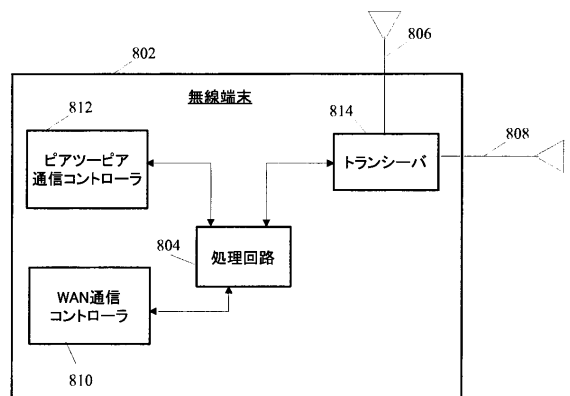 802
806
無線端末
812
814
808
ピアツーピア
通信コントローラ
トランシーバ
804
処理回路
WAN通信
コントローラ
810